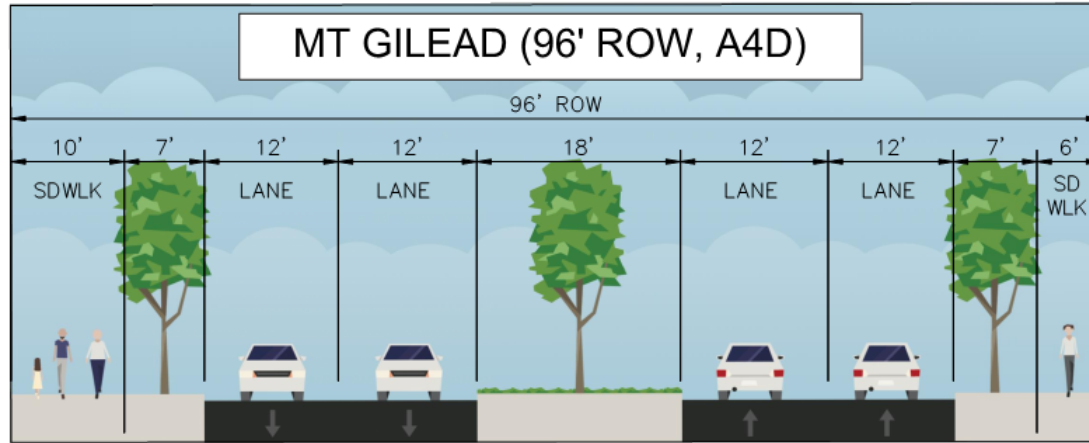 MT GILEAD (96' ROW, A4D)
96' ROW
10' 7' 12' 12' 18' 12' 12' 7' 6'
SDWLK LANE LANE LANE LANE SD
WLK